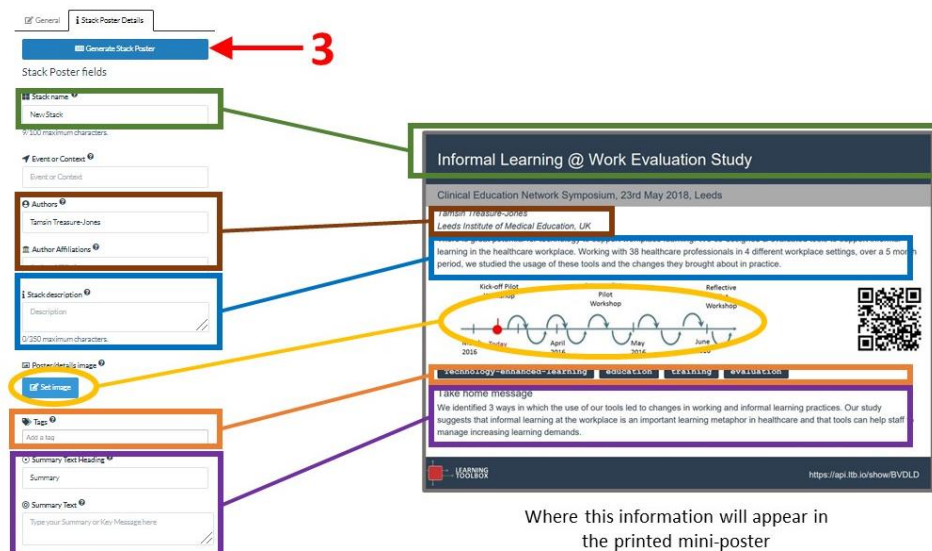 General
Stack Poster Details
Generate Stack Poster
3
Stack Poster fields
Stack name
New Stack
9/100 maximum characters.
Event or Context
Event or Context
Authors
Tamsin Treasure-Jones
Author Affiliations
Stack description
Description
0/350 maximum characters.
Poster/details image
Set image
Tags
Add a tag
Summary Text Heading
Summary
Summary Text
Type your Summary or Key Message here
Informal Learning @ Work Evaluation Study
Clinical Education Network Symposium, 23rd May 2018, Leeds
Tamsin Treasure-Jones
Leeds Institute of Medical Education, UK
learning in the healthcare workplace. Working with 38 healthcare professionals in 4 different workplace settings, over a 5 month
period, we studied the usage of these tools and the changes they brought about in practice.
Kick-off Pilot
Workshop
Pilot
Workshop
Reflective
Workshop
Today
April
2016
May
2016
June
2016
technology-enhanced-learning education training evaluation
Take home message
We identified 3 ways in which the use of our tools led to changes in working and informal learning practices. Our study
suggests that informal learning at the workplace is an important learning metaphor in healthcare and that tools can help staff
manage increasing learning demands.
LEARNING
TOOLBOX
https://api.ltb.io/show/BVDLD
Where this information will appear in
the printed mini-poster